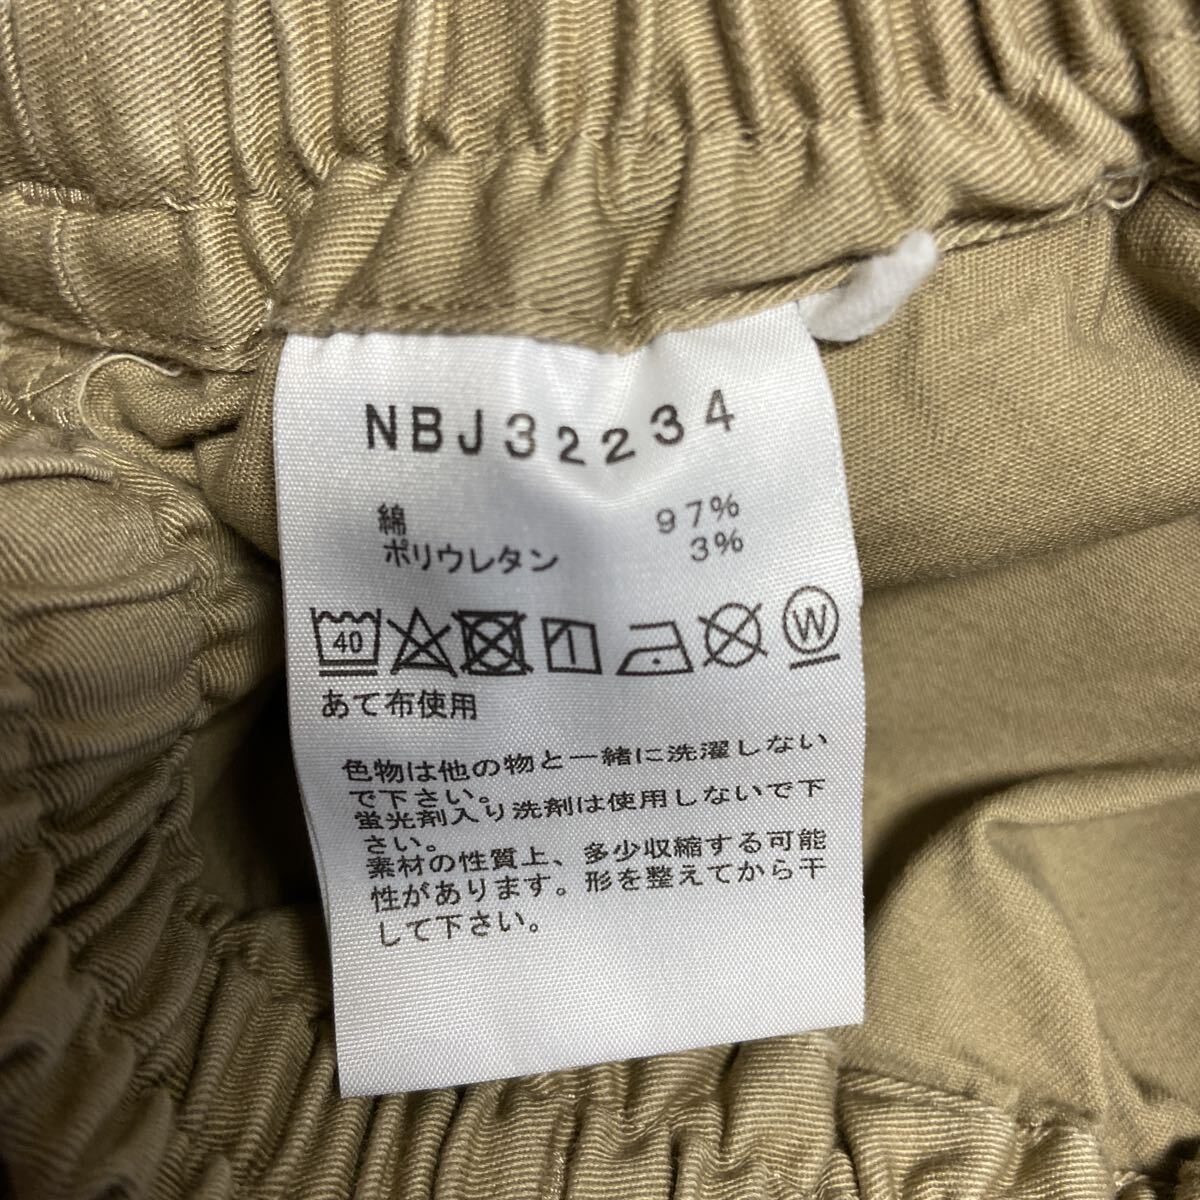 NBJ32234
綿 97%
ポリウレタン 3%
40 W
あて布使用
色物は他の物と一緒に洗濯しない
で下さい。
蛍光剤入り洗剤は使用しないで下
さい。
素材の性質上、多少収縮する可能
性があります。形を整えてから干
して下さい。